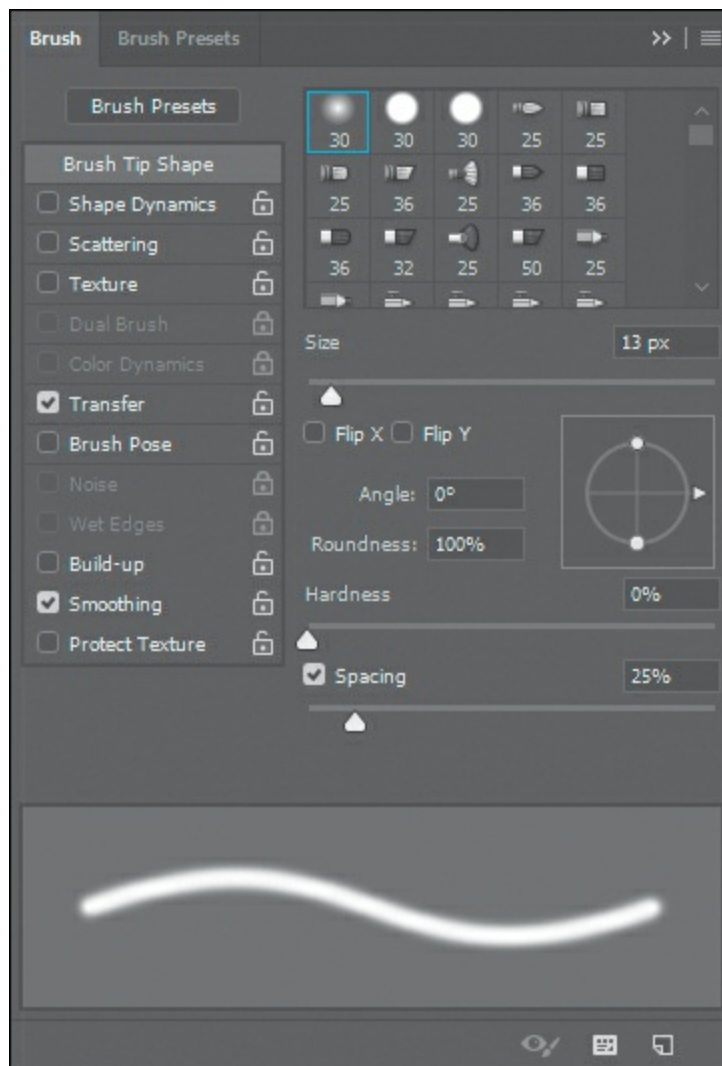 Brush Brush Presets
Brush Presets
Brush Tip Shape
Shape Dynamics
Scattering
Texture
Dual Brush
Color Dynamics
Transfer
Brush Pose
Noise
Wet Edges
Build-up
Smoothing
Protect Texture
30 30 30 25 25
25 36 25 36 36
36 32 25 50 25
Size 13 px
Flip X Flip Y
Angle: 0º
Roundness: 100%
Hardness 0%
Spacing 25%